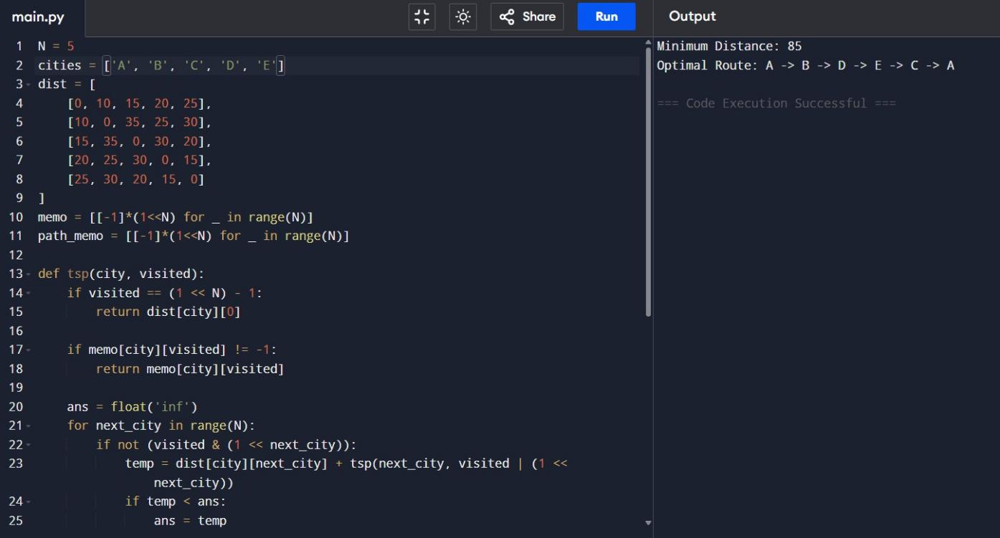 main.py
Share
Run
Output
1 N = 5
2 cities = ['A', 'B', 'C', 'D', 'E']
3 dist = [
4     [0, 10, 15, 20, 25],
5     [10, 0, 35, 25, 30],
6     [15, 35, 0, 30, 20],
7     [20, 25, 30, 0, 15],
8     [25, 30, 20, 15, 0]
9 ]
10 memo = [[-1]*(1<<N) for _ in range(N)]
11 path_memo = [[-1]*(1<<N) for _ in range(N)]
12
13 def tsp(city, visited):
14     if visited == (1 << N) - 1:
15         return dist[city][0]
16
17     if memo[city][visited] != -1:
18         return memo[city][visited]
19
20     ans = float('inf')
21     for next_city in range(N):
22         if not (visited & (1 << next_city)):
23             temp = dist[city][next_city] + tsp(next_city, visited | (1 <<
                next_city))
24             if temp < ans:
25                 ans = temp
Minimum Distance: 85
Optimal Route: A -> B -> D -> E -> C -> A
=== Code Execution Successful ===